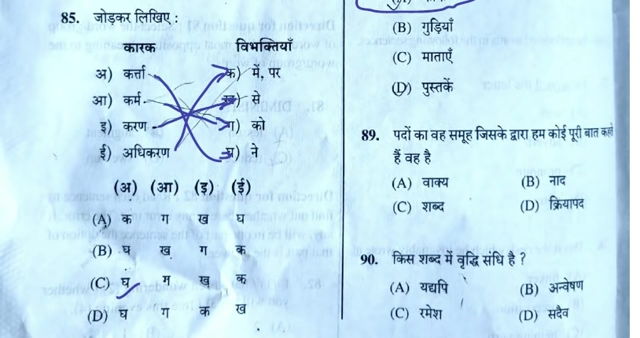 85. जोड़कर लिखिए :
कारक विभक्तियाँ
अ) कर्त्ता क) में, पर
आ) कर्म ख) से
इ) करण ग) को
ई) अधिकरण घ) ने
(अ) (आ) (इ) (ई)
(A) क ग ख घ
(B) घ ख ग क
(C) घ ग ख क
(D) घ ग क ख
(B) गुड़ियाँ
(C) माताएँ
(D) पुस्तकें
89. पदों का वह समूह जिसके द्वारा हम कोई पूरी बात
हैं वह है
(A) वाक्य (B) नाद
(C) शब्द (D) क्रियापद
90. किस शब्द में वृद्धि संधि है ?
(A) यद्यपि (B) अन्वेषण
(C) रमेश (D) सदैव